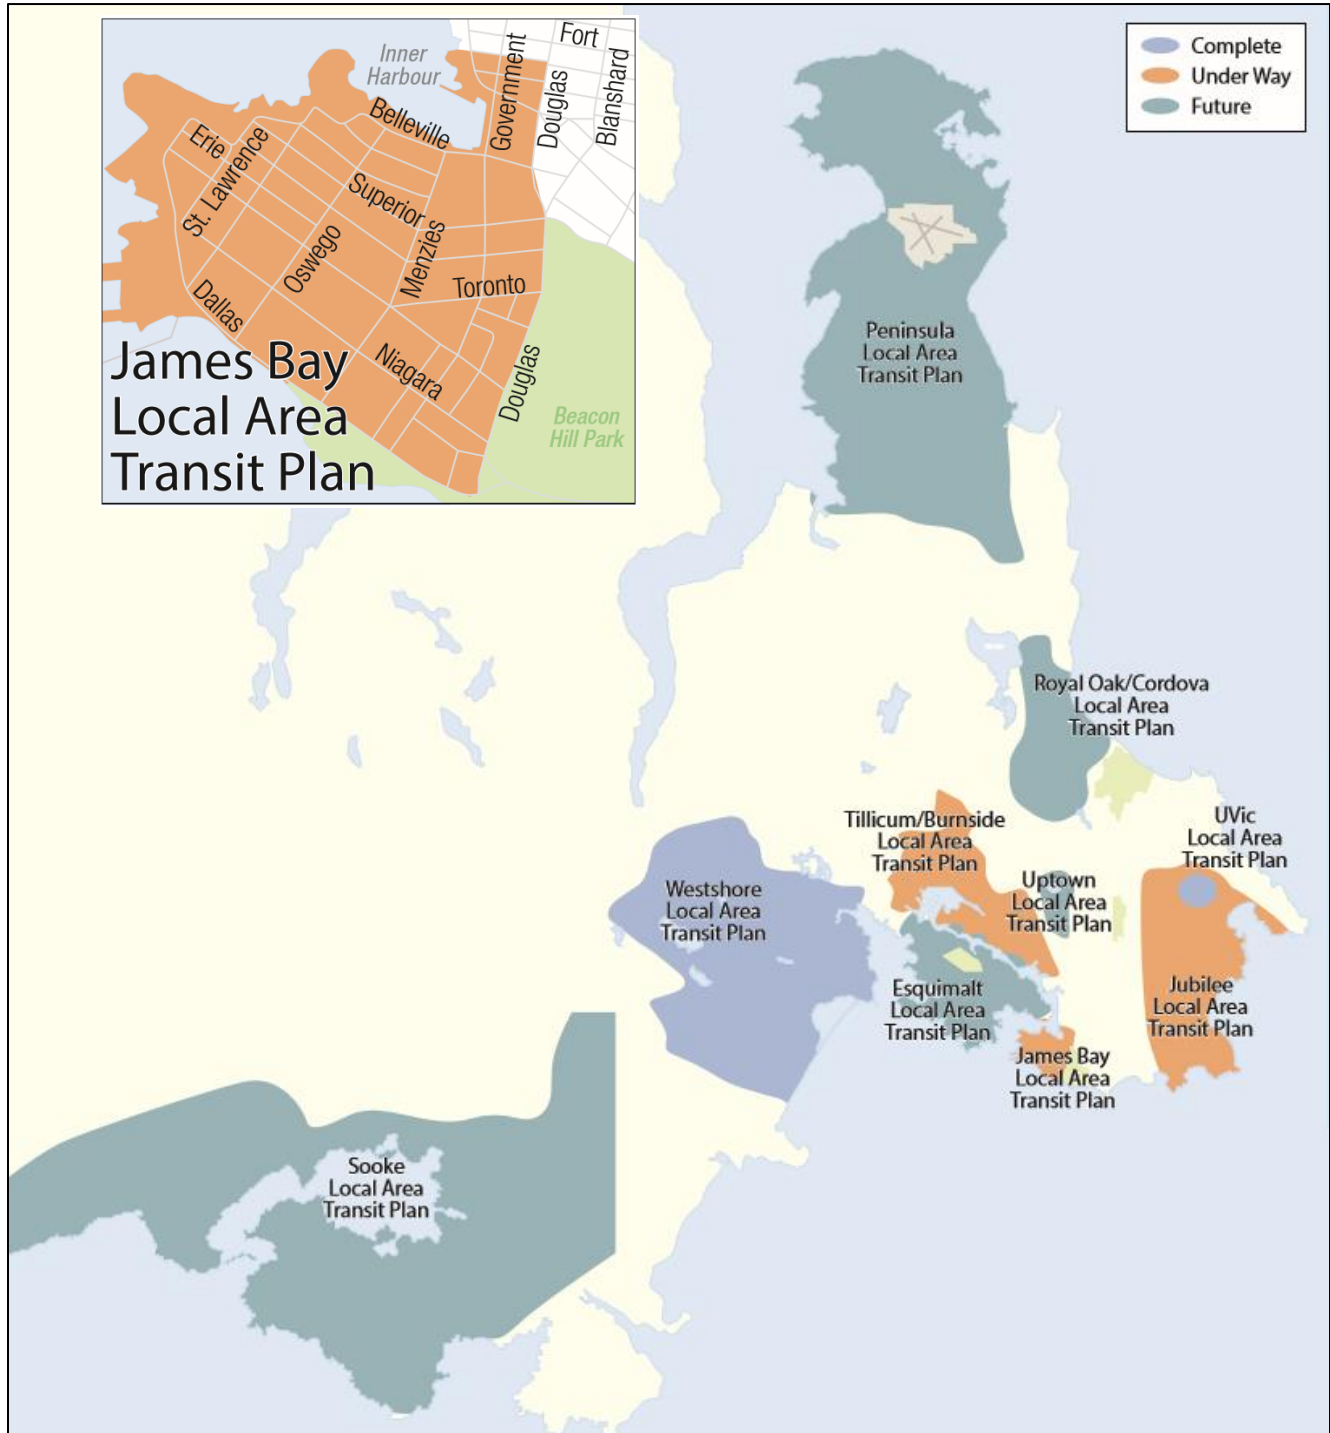 Inner
Harbour
Fort
Government
Douglas
Blanshard
Belleville
Erie
St. Lawrence
Superior
Menzies
Oswego
Toronto
Dallas
Niagara
Douglas
Beacon
Hill Park
James Bay
Local Area
Transit Plan
Complete
Under Way
Future
Peninsula
Local Area
Transit Plan
Royal Oak/Cordova
Local Area
Transit Plan
Tillicum/Burnside
Local Area
Transit Plan
UVic
Local Area
Transit Plan
Uptown
Local Area
Transit Plan
Westshore
Local Area
Transit Plan
Esquimalt
Local Area
Transit Plan
Jubilee
Local Area
Transit Plan
James Bay
Local Area
Transit Plan
Sooke
Local Area
Transit Plan